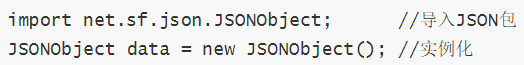 import net.sf.json.JSONObject;      //导入JSON包
JSONObject data = new JSONObject(); //实例化